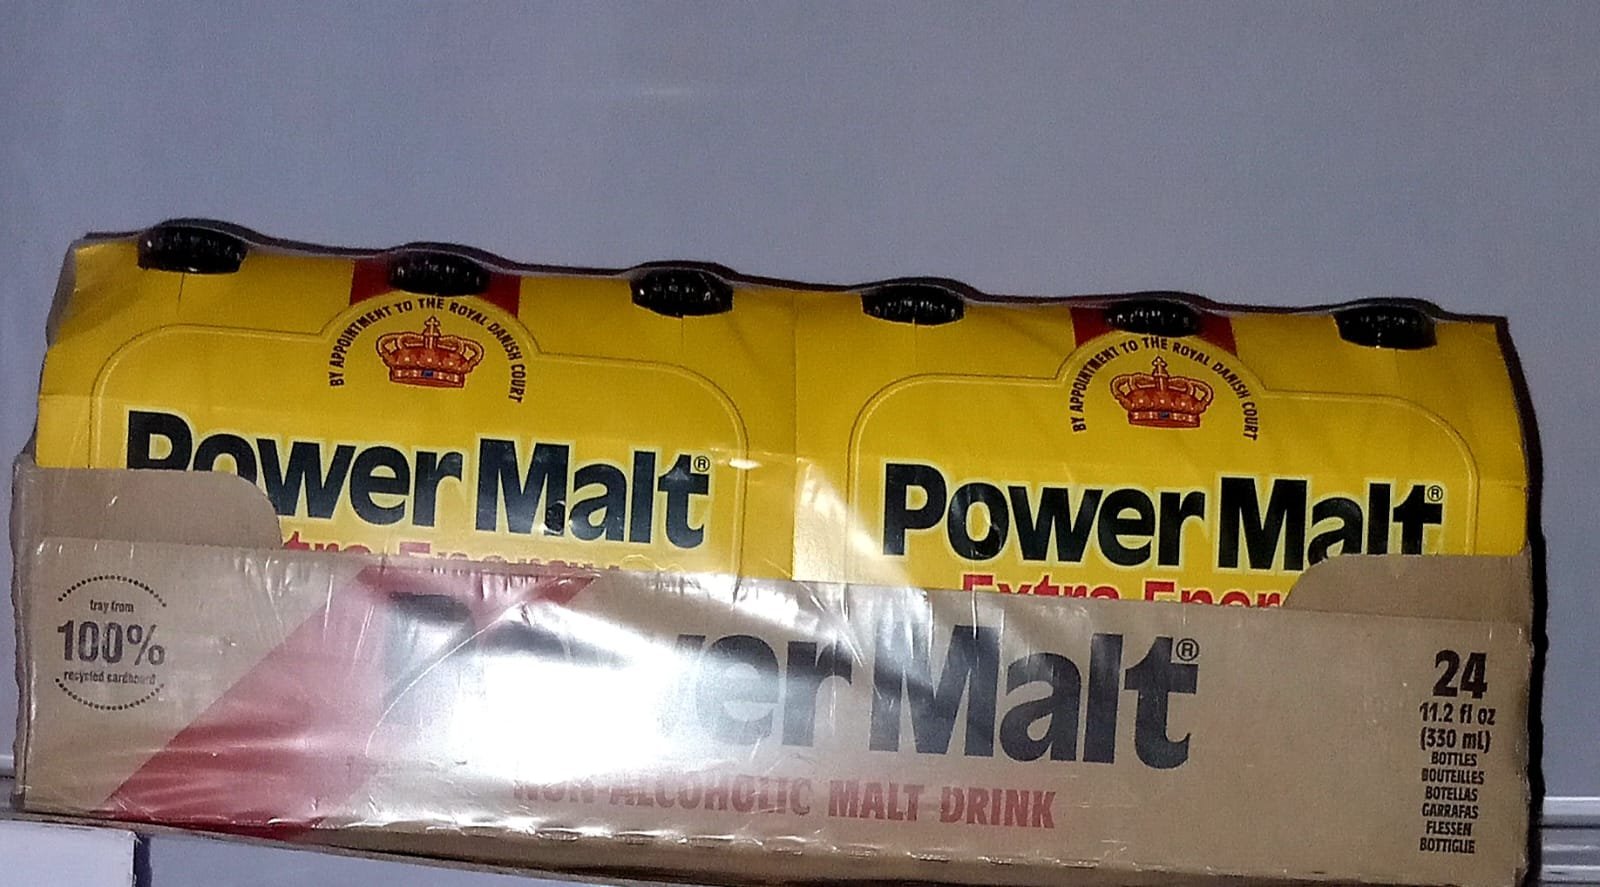 BY APPOINTMENT TO THE ROYAL DANISH COURT
Power Malt®
BY APPOINTMENT TO THE ROYAL DANISH COURT
Power Malt®
Extra
tray from
100%
recycled cardboard
Power Malt®
NON-ALCOHOLIC MALT DRINK
24
11.2 fl oz
(330 mL)
BOTTLES
BOUTEILLES
BOTELLAS
GARRAFAS
FLESSEN
BOTTIGLIE